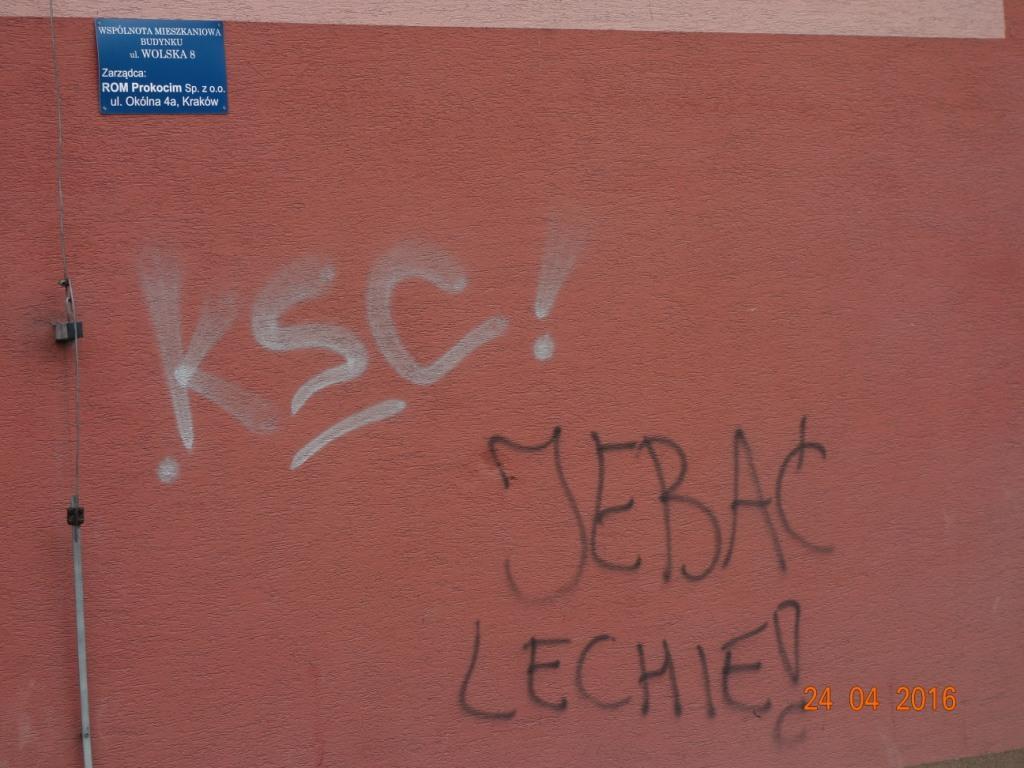 WSPÓLNOTA MIESZKANIOWA
BUDYNKU
ul. WOLSKA 8
Zarządca:
ROM Prokocim Sp. z o.o.
ul. Okólna 4a, Kraków
KSC!
JEBAĆ
LECHIE!
24 04 2016